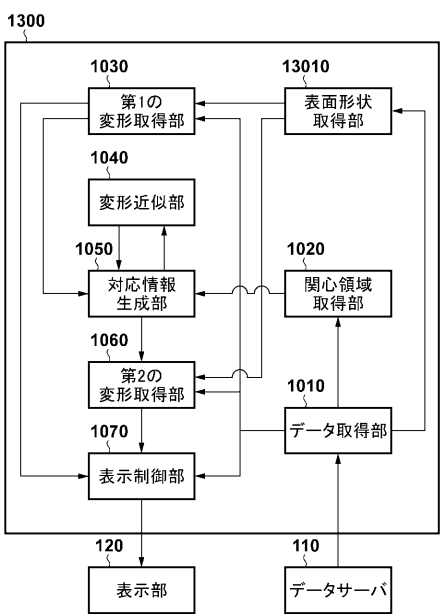 1300
1030
第1の
変形取得部
13010
表面形状
取得部
1040
変形近似部
1050
対応情報
生成部
1020
関心領域
取得部
1060
第2の
変形取得部
1010
データ取得部
1070
表示制御部
120
表示部
110
データサーバ